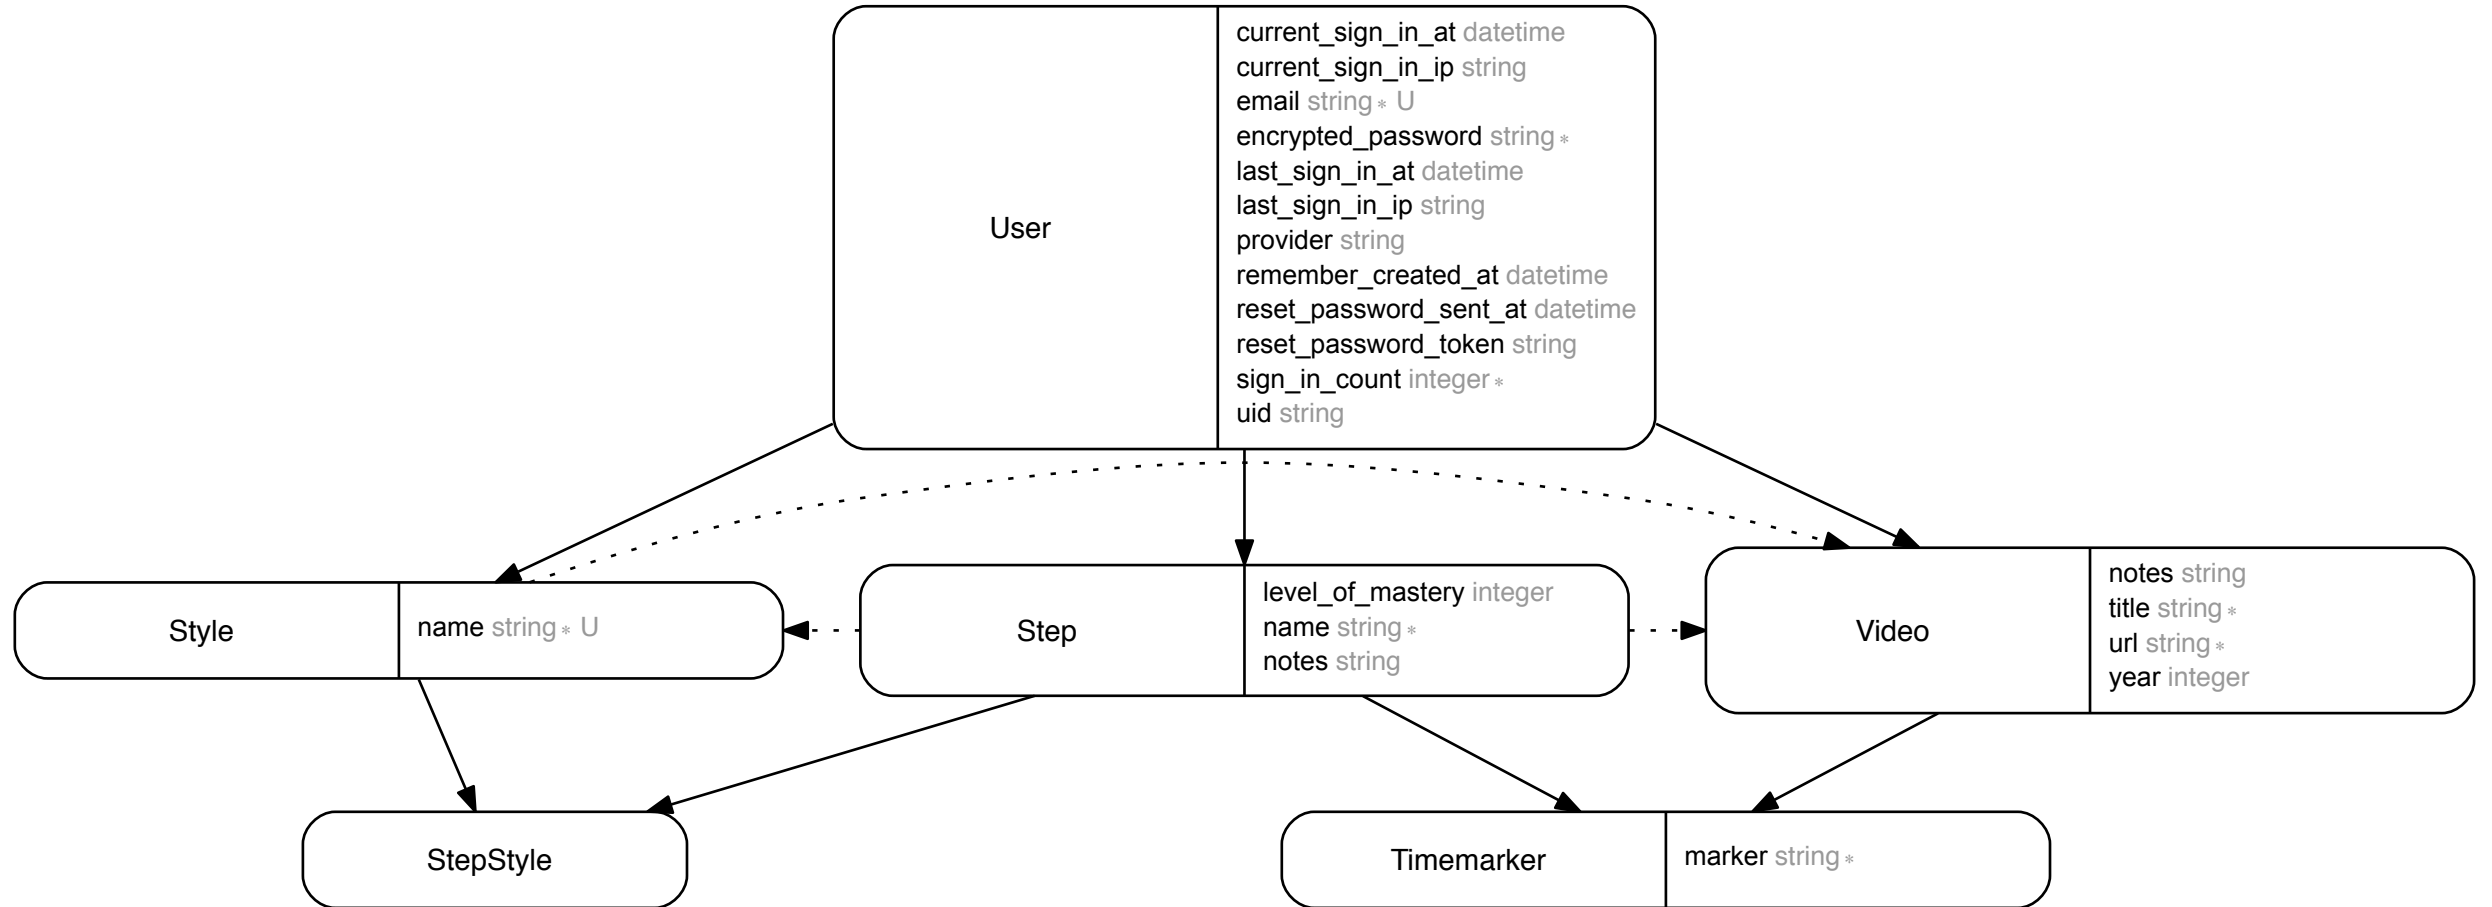 User
current_sign_in_at datetime
current_sign_in_ip string
email string * U
encrypted_password string *
last_sign_in_at datetime
last_sign_in_ip string
provider string
remember_created_at datetime
reset_password_sent_at datetime
reset_password_token string
sign_in_count integer *
uid string
Style
name string * U
Step
level_of_mastery integer
name string *
notes string
Video
notes string
title string *
url string *
year integer
StepStyle
Timemarker
marker string *